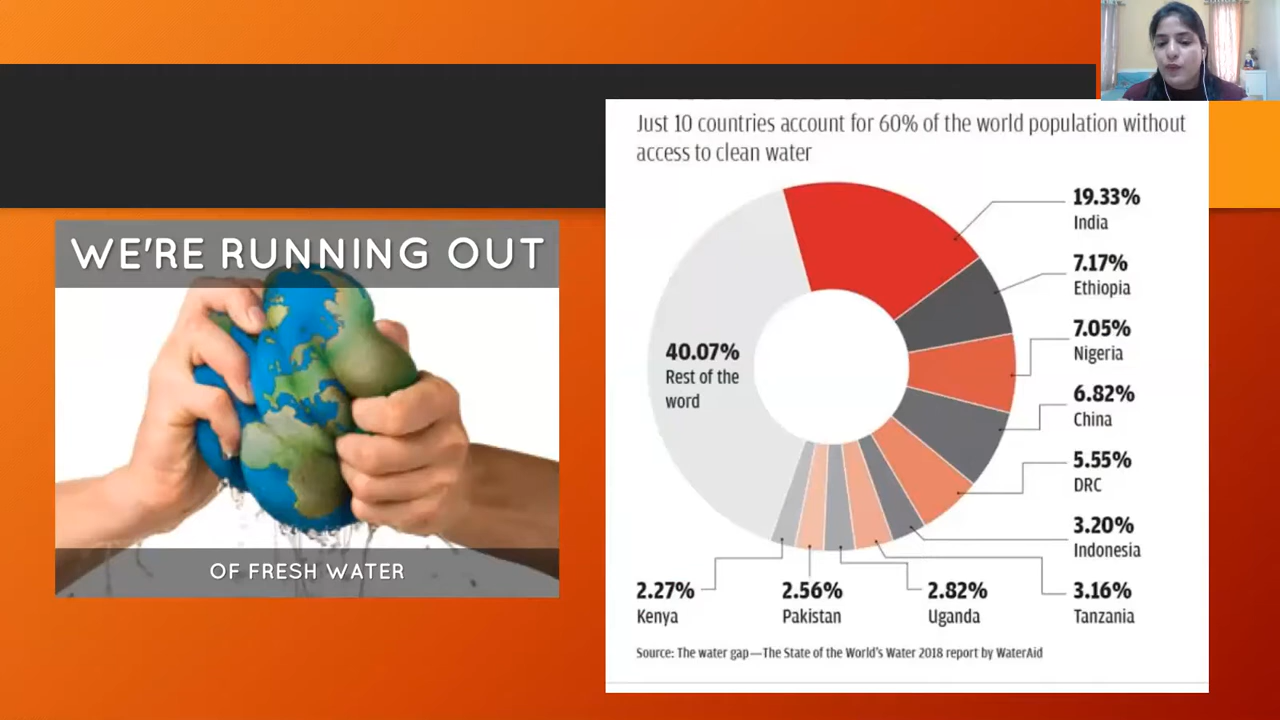 WE'RE RUNNING OUT
OF FRESH WATER
Just 10 countries account for 60% of the world population without
access to clean water
19.33%
India
7.17%
Ethiopia
7.05%
Nigeria
6.82%
China
5.55%
DRC
3.20%
Indonesia
3.16%
Tanzania
2.82%
Uganda
2.56%
Pakistan
2.27%
Kenya
40.07%
Rest of the
word
Source: The water gap—The State of the World's Water 2018 report by WaterAid